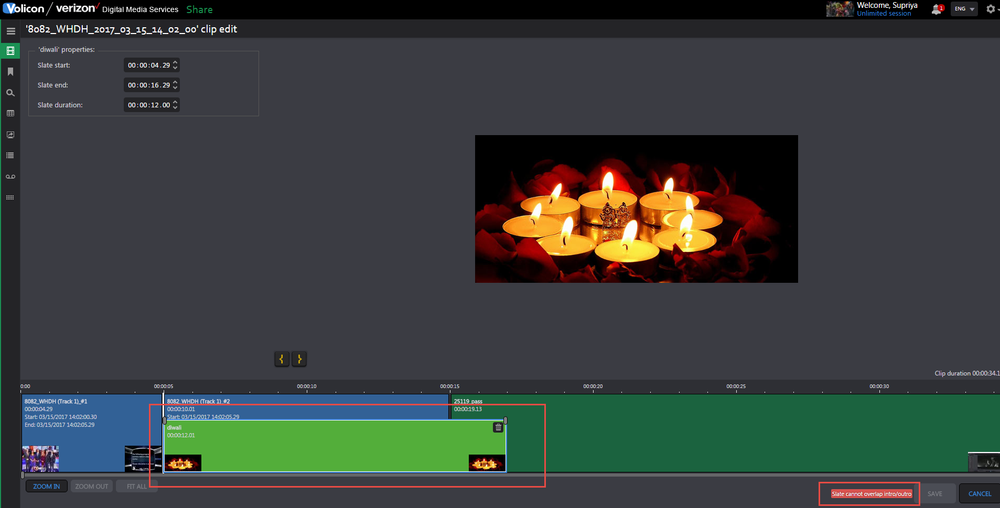 Volicon / verizon✓ Digital Media Services Share
Welcome, Supriya
Unlimited session
1
ENG
'8082_WHDH_2017_03_15_14_02_00' clip edit
'diwali' properties:
Slate start: 00:00:04.29
Slate end: 00:00:16.29
Slate duration: 00:00:12.00
{ }
Clip duration 00:00:34.1
0:00 00:00:05 00:00:10 00:00:15 00:00:20 00:00:25 00:00:30
8082_WHDH (Track 1)_#1
00:00:04.29
Start: 03/15/2017 14:02:00.30
End: 03/15/2017 14:02:05.29
8082_WHDH (Track 1)_#2
00:00:10.01
Start: 03/15/2017 14:02:05.29
25119_pass
00:00:19.13
diwali
00:00:12.01
ZOOM IN ZOOM OUT FIT ALL
Slate cannot overlap intro/outro
SAVE CANCEL